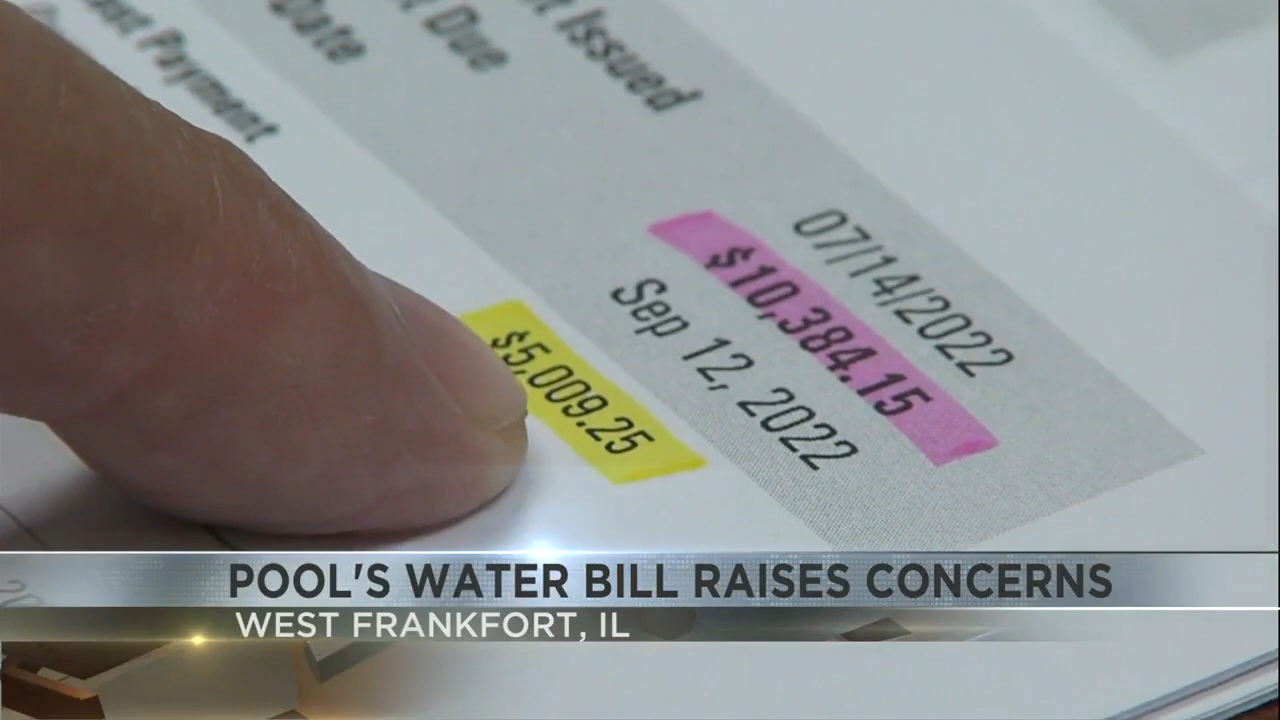 Issued
Due
Date
Payment
07/14/2022
$10,384.15
Sep 12, 2022
$5,009.25
POOL'S WATER BILL RAISES CONCERNS
WEST FRANKFORT, IL